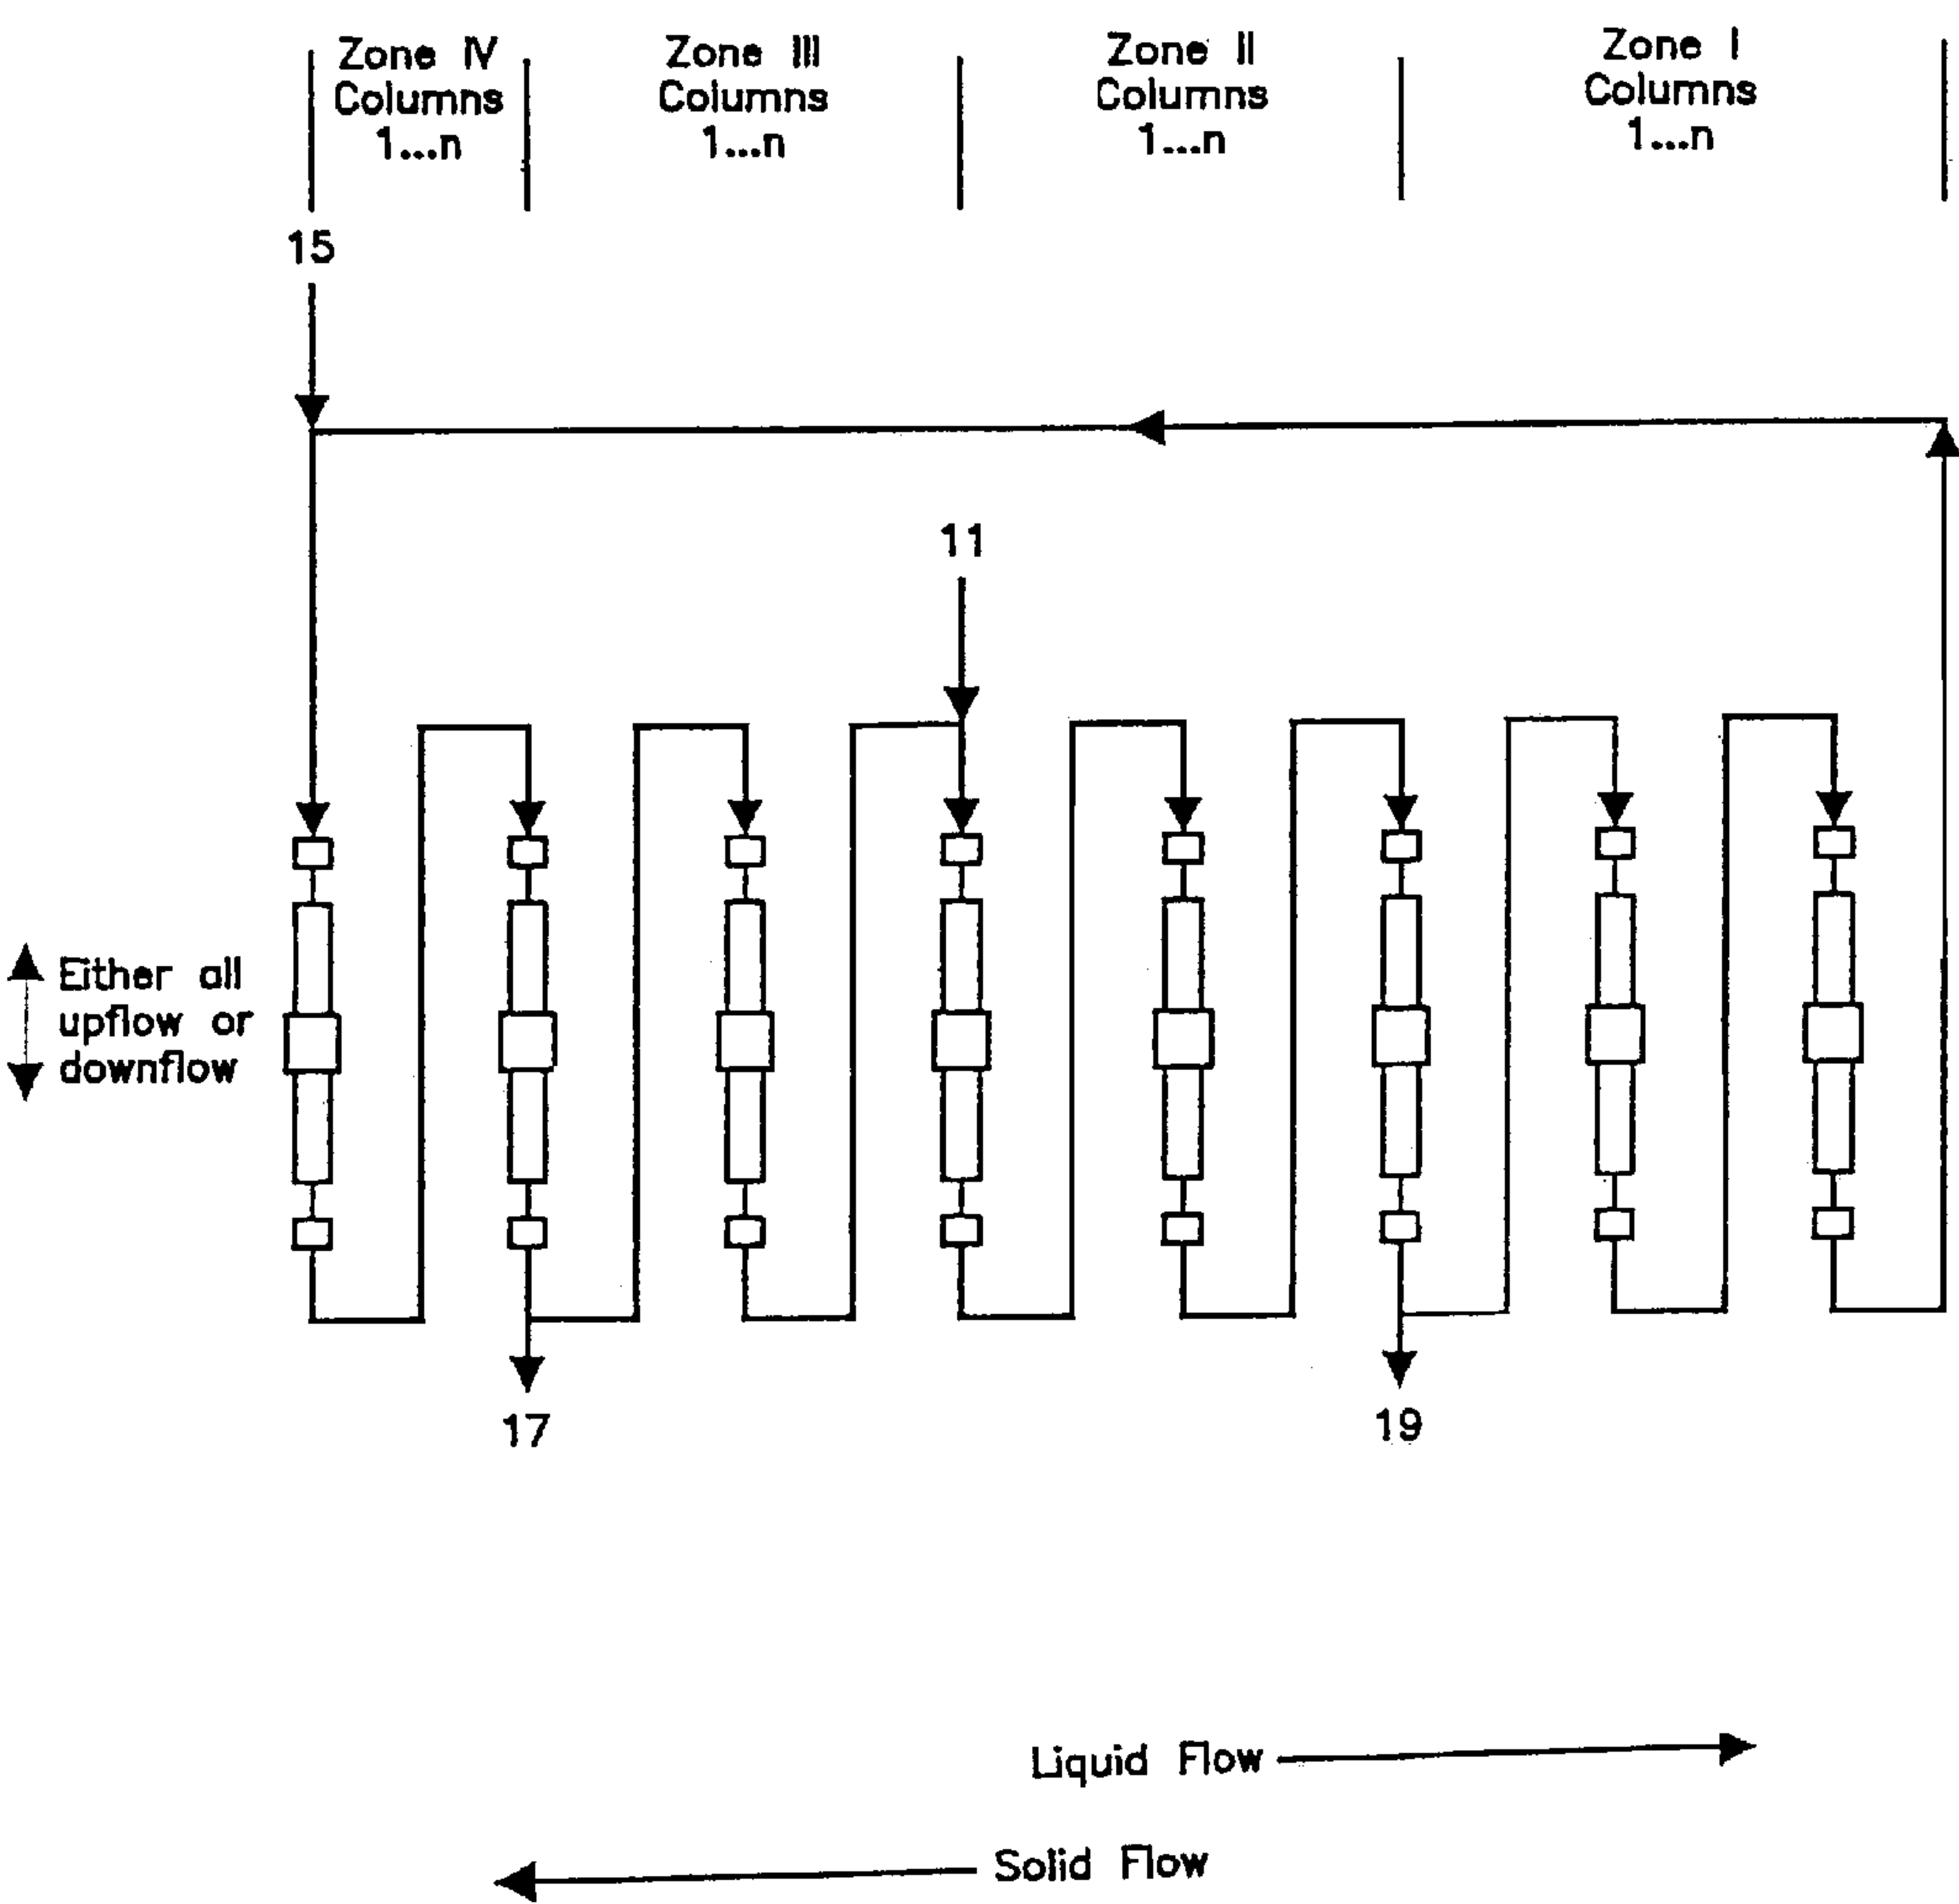 Zone IV
Columns
1...n
Zone III
Columns
1...n
Zone II
Columns
1...n
Zone I
Columns
1...n
15
11
Either all
upflow or
downflow
17
19
Liquid Flow
Solid Flow